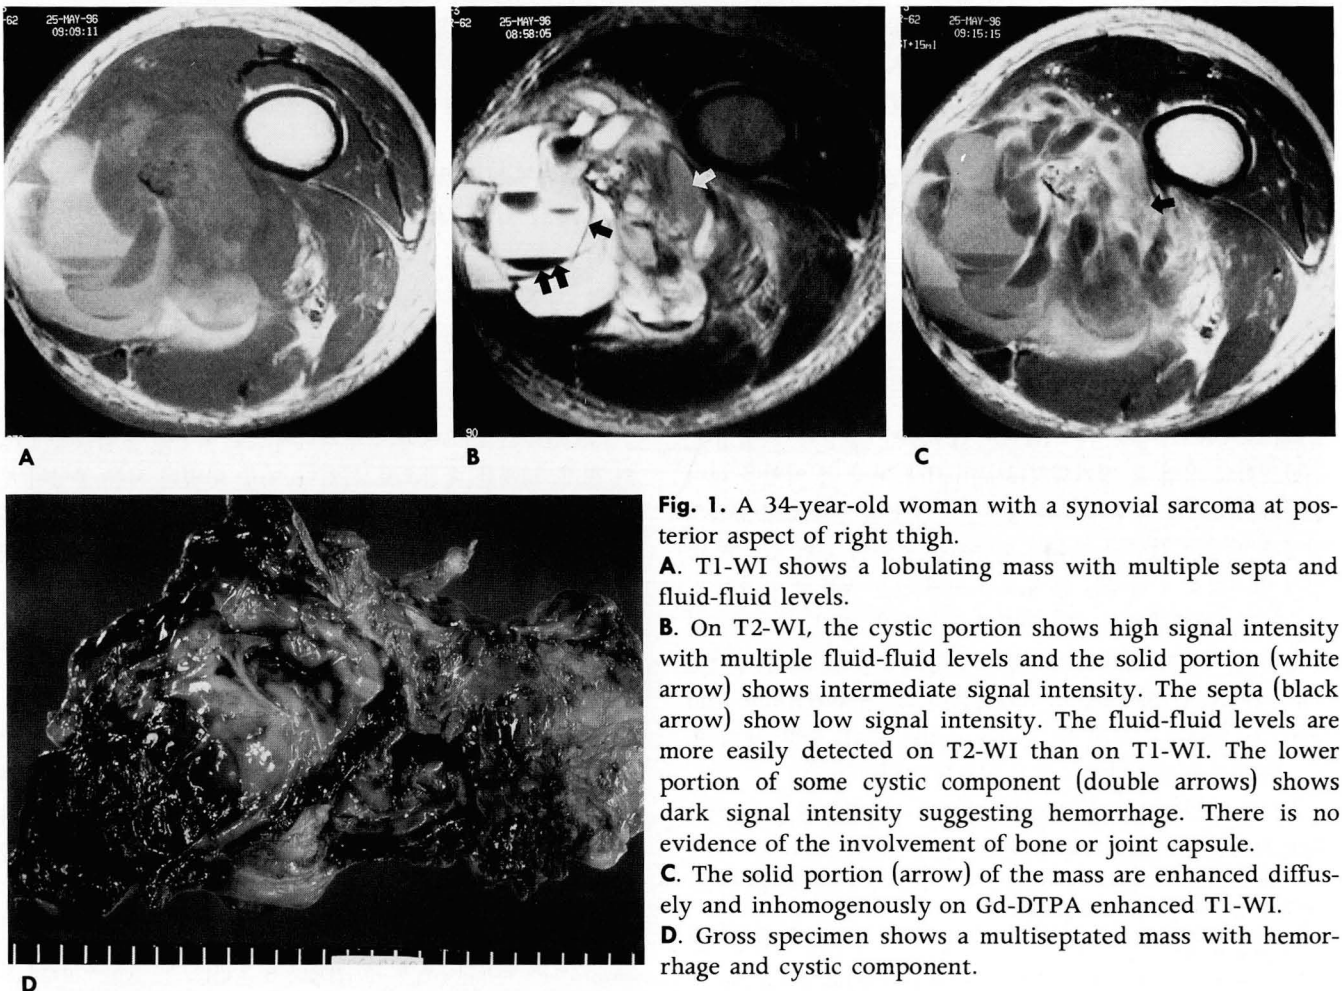 -62 25-MAY-96
09:09:11
-62 25-MAY-96
08:58:05
90
-62 25-MAY-96
09:15:15
ST+15ml
A
B
C
D
Fig. 1. A 34-year-old woman with a synovial sarcoma at pos-
terior aspect of right thigh.
A. T1-WI shows a lobulating mass with multiple septa and
fluid-fluid levels.
B. On T2-WI, the cystic portion shows high signal intensity
with multiple fluid-fluid levels and the solid portion (white
arrow) shows intermediate signal intensity. The septa (black
arrow) show low signal intensity. The fluid-fluid levels are
more easily detected on T2-WI than on T1-WI. The lower
portion of some cystic component (double arrows) shows
dark signal intensity suggesting hemorrhage. There is no
evidence of the involvement of bone or joint capsule.
C. The solid portion (arrow) of the mass are enhanced diffus-
ely and inhomogenously on Gd-DTPA enhanced T1-WI.
D. Gross specimen shows a multiseptated mass with hemor-
rhage and cystic component.